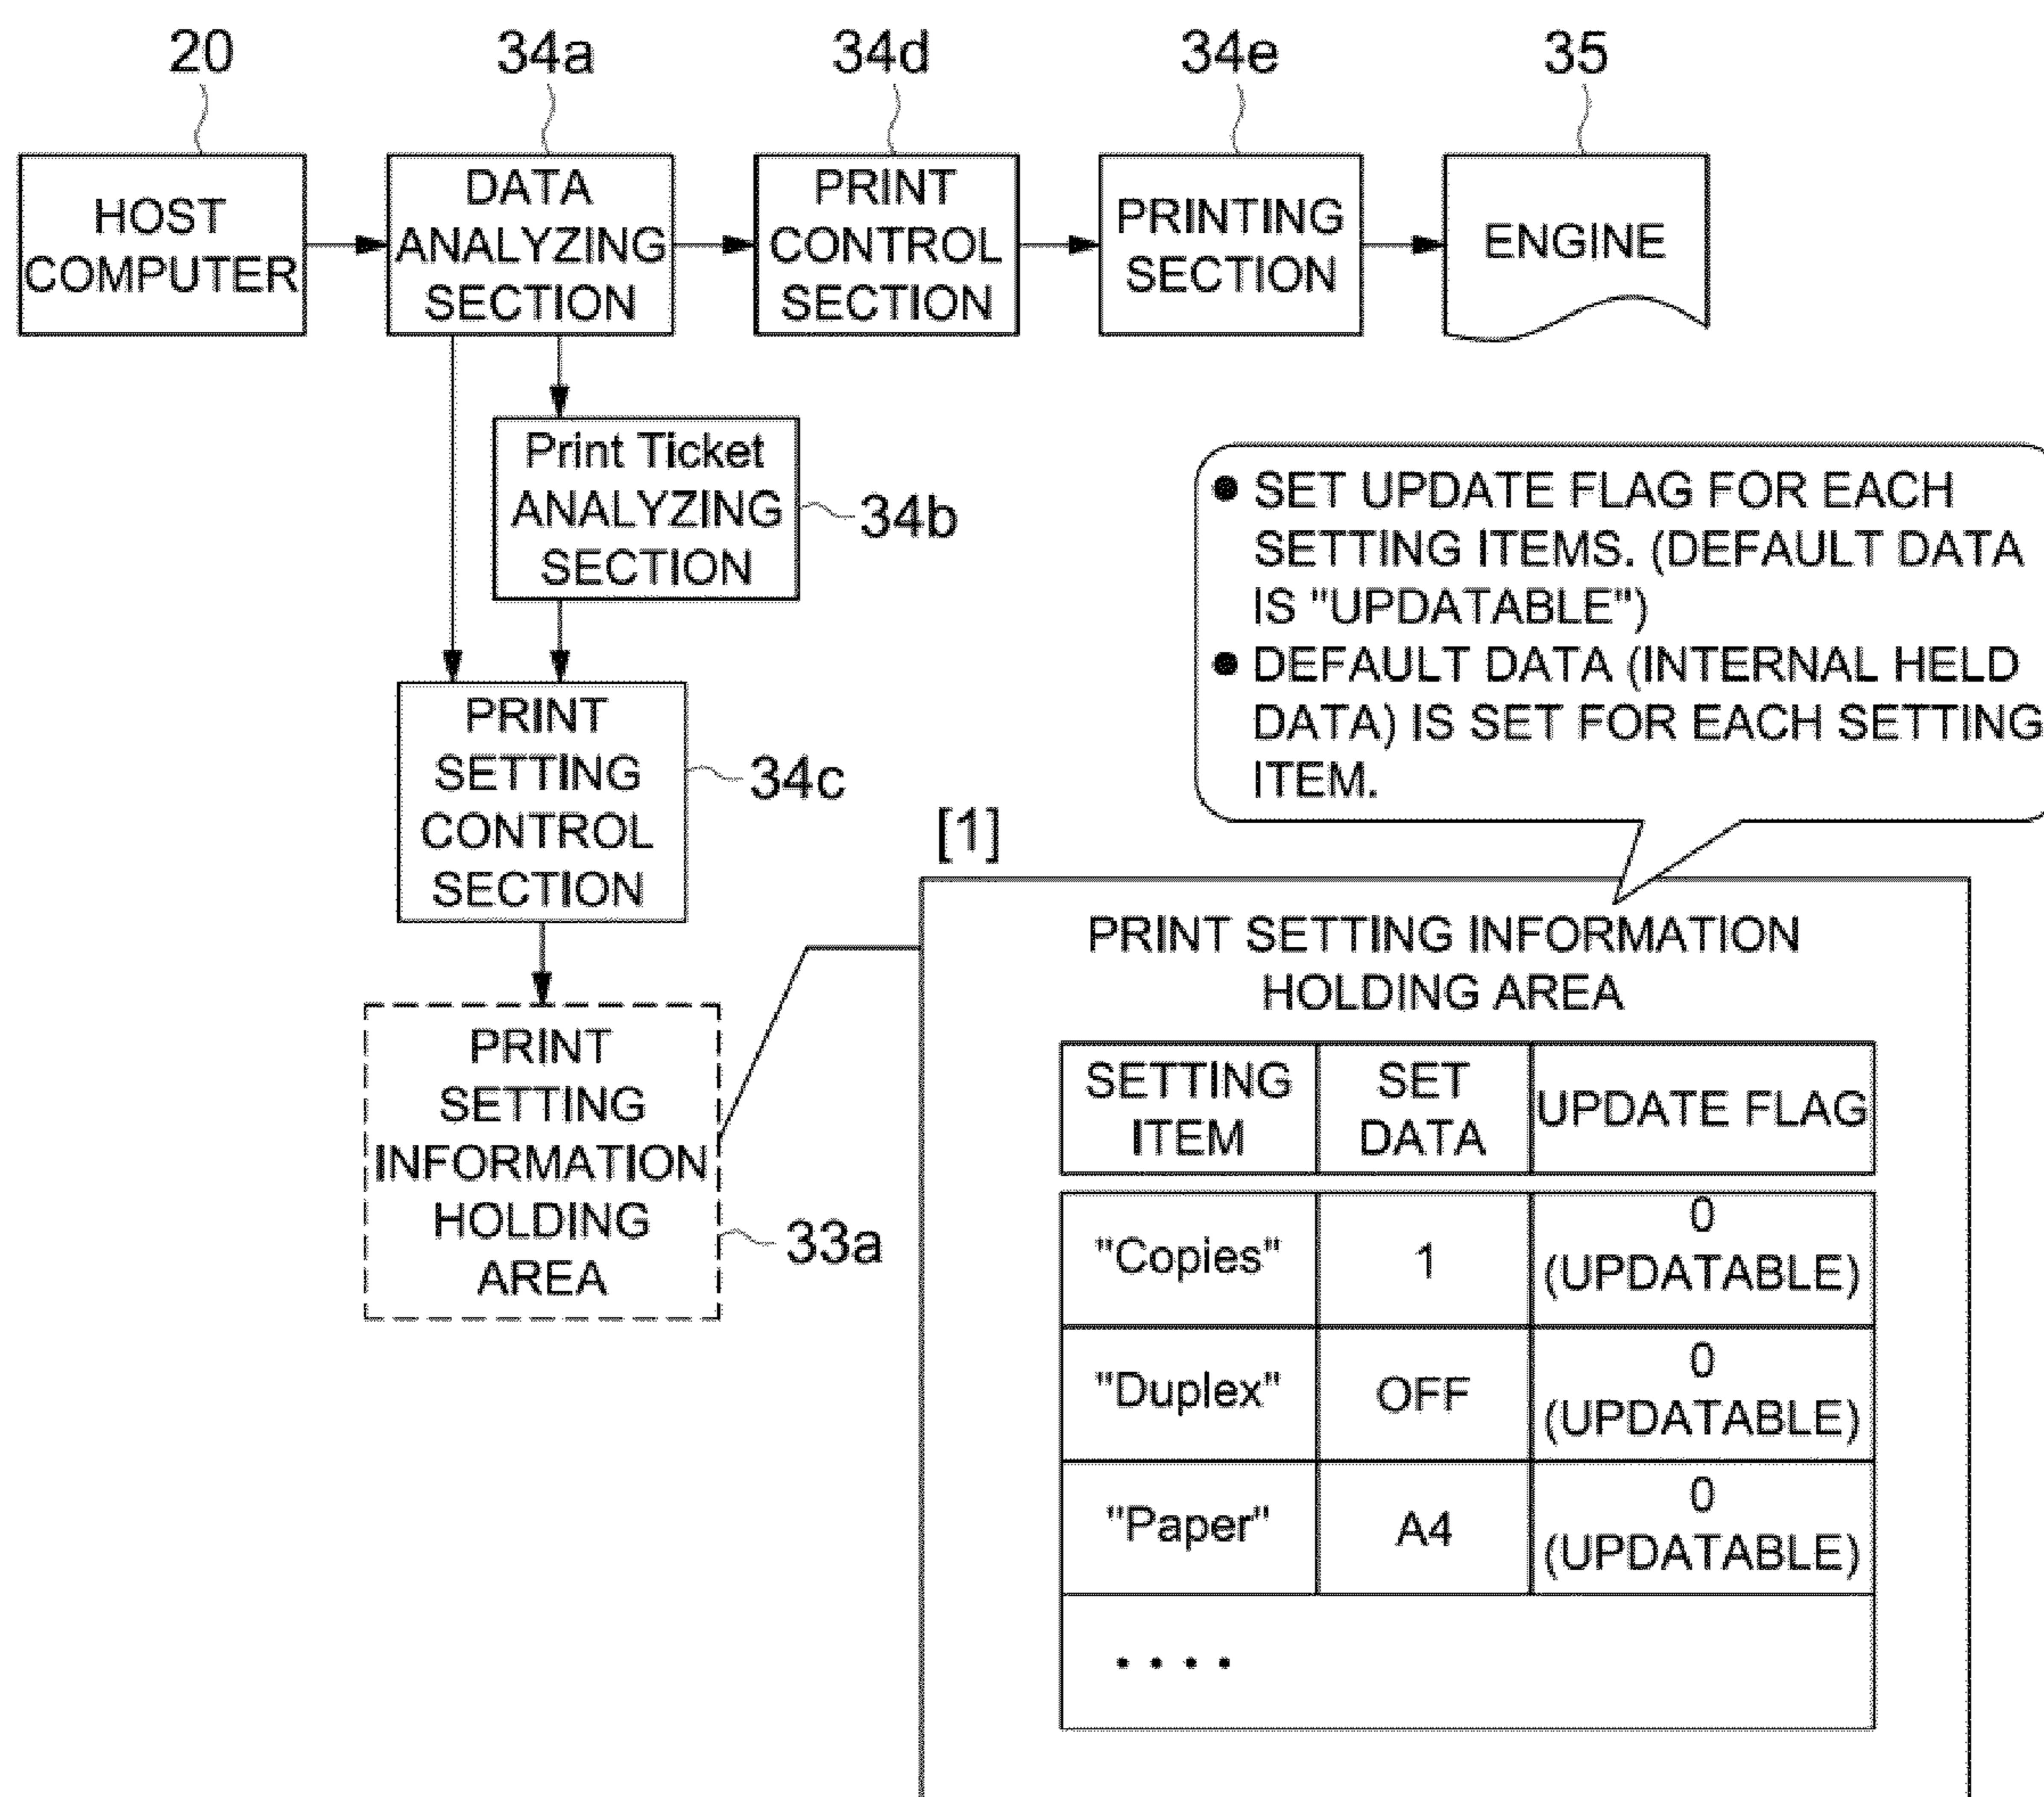 20
34a
34d
34e
35
HOST
COMPUTER
DATA
ANALYZING
SECTION
PRINT
CONTROL
SECTION
PRINTING
SECTION
ENGINE
Print Ticket
ANALYZING
SECTION
34b
PRINT
SETTING
CONTROL
SECTION
34c
PRINT
SETTING
INFORMATION
HOLDING
AREA
33a
● SET UPDATE FLAG FOR EACH
SETTING ITEMS. (DEFAULT DATA
IS "UPDATABLE")
● DEFAULT DATA (INTERNAL HELD
DATA) IS SET FOR EACH SETTING
ITEM.
[1]
PRINT SETTING INFORMATION
HOLDING AREA
SETTING
ITEM
SET
DATA
UPDATE FLAG
"Copies"
1
0
(UPDATABLE)
"Duplex"
OFF
0
(UPDATABLE)
"Paper"
A4
0
(UPDATABLE)
· · · ·